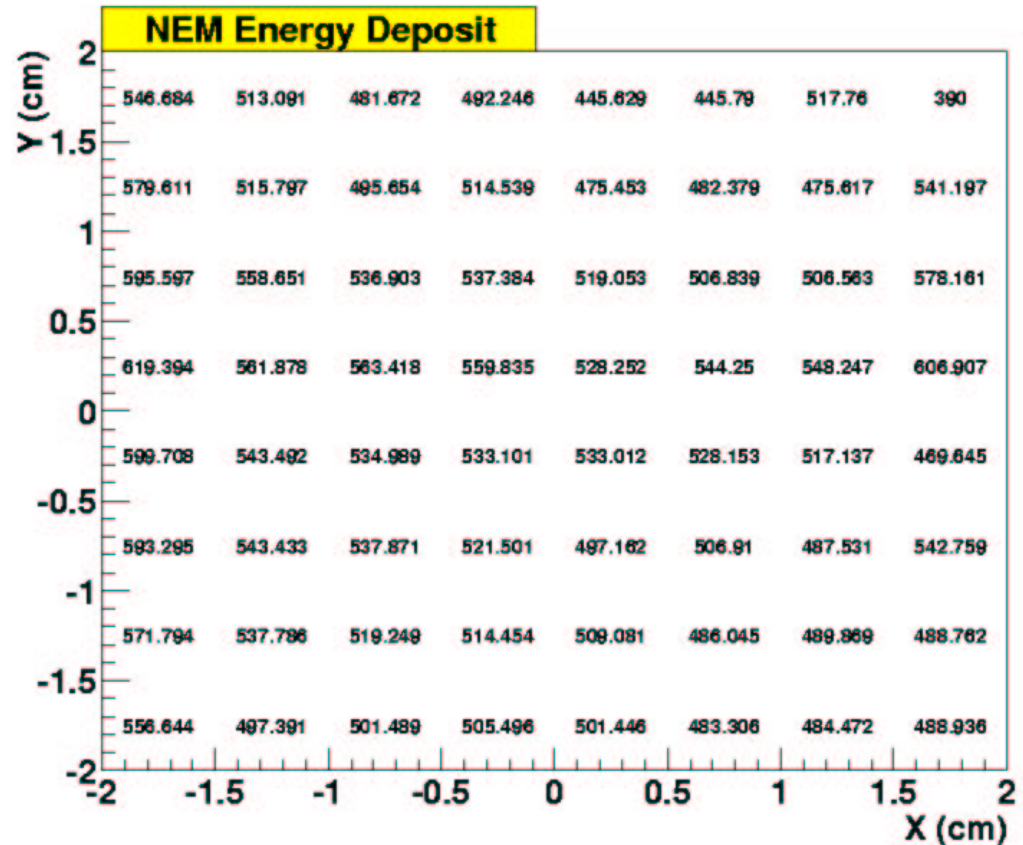 NEM Energy Deposit
Y (cm)
2
546.684 513.091 481.672 492.246 445.629 445.79 517.76 390
1.5
579.611 515.797 495.654 514.539 475.453 482.379 475.617 541.197
1
595.597 558.651 536.903 537.384 519.053 506.839 506.563 578.161
0.5
619.394 561.878 563.418 559.835 528.252 544.25 548.247 606.907
0
599.708 543.492 534.989 533.101 533.012 528.153 517.137 469.645
-0.5
593.295 543.433 537.871 521.501 497.162 506.91 487.531 542.759
-1
571.794 537.786 519.249 514.454 509.081 486.045 489.869 488.762
-1.5
556.644 497.391 501.489 505.496 501.446 483.306 484.472 488.936
-2
-2 -1.5 -1 -0.5 0 0.5 1 1.5 2
X (cm)